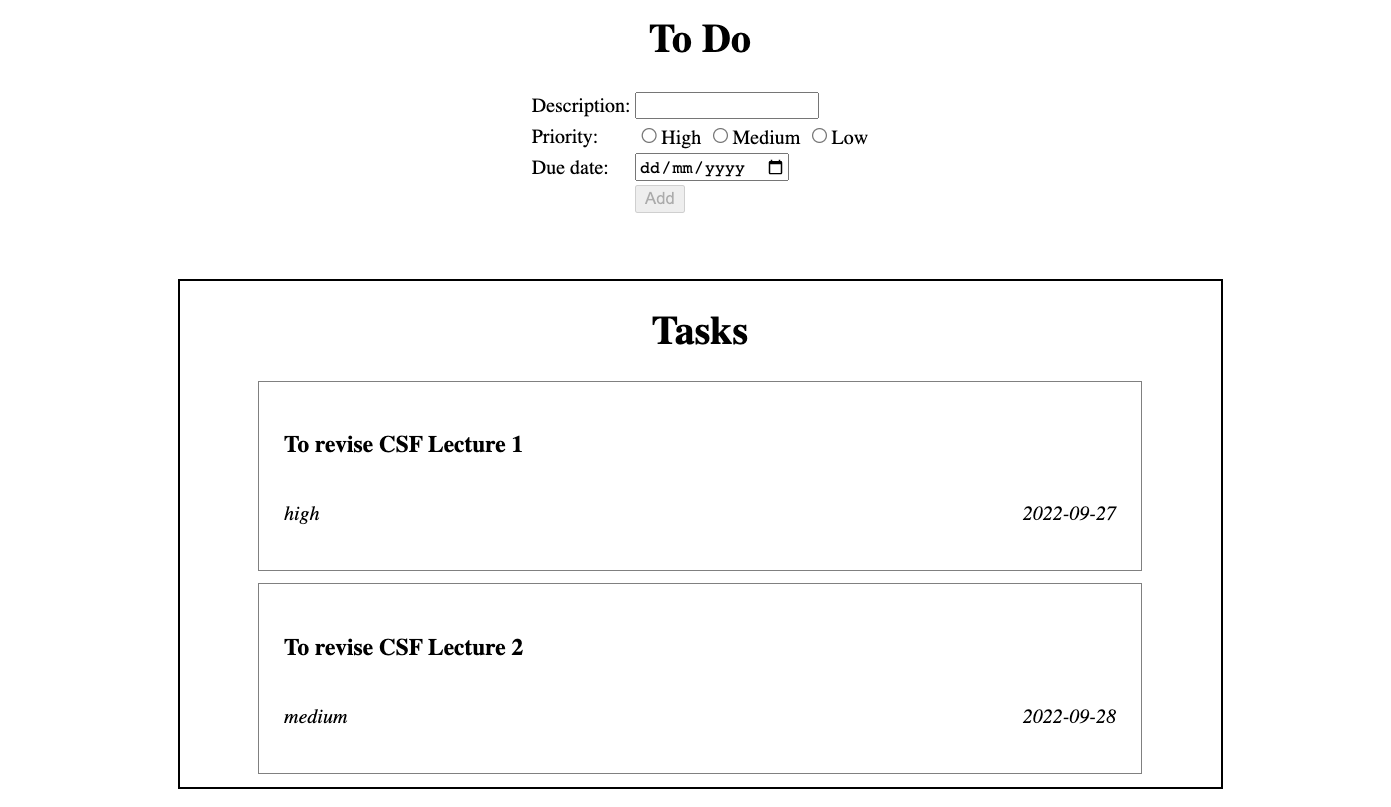 To Do
Description:
Priority: High Medium Low
Due date: dd/mm/yyyy
Add
Tasks
To revise CSF Lecture 1
high 2022-09-27
To revise CSF Lecture 2
medium 2022-09-28